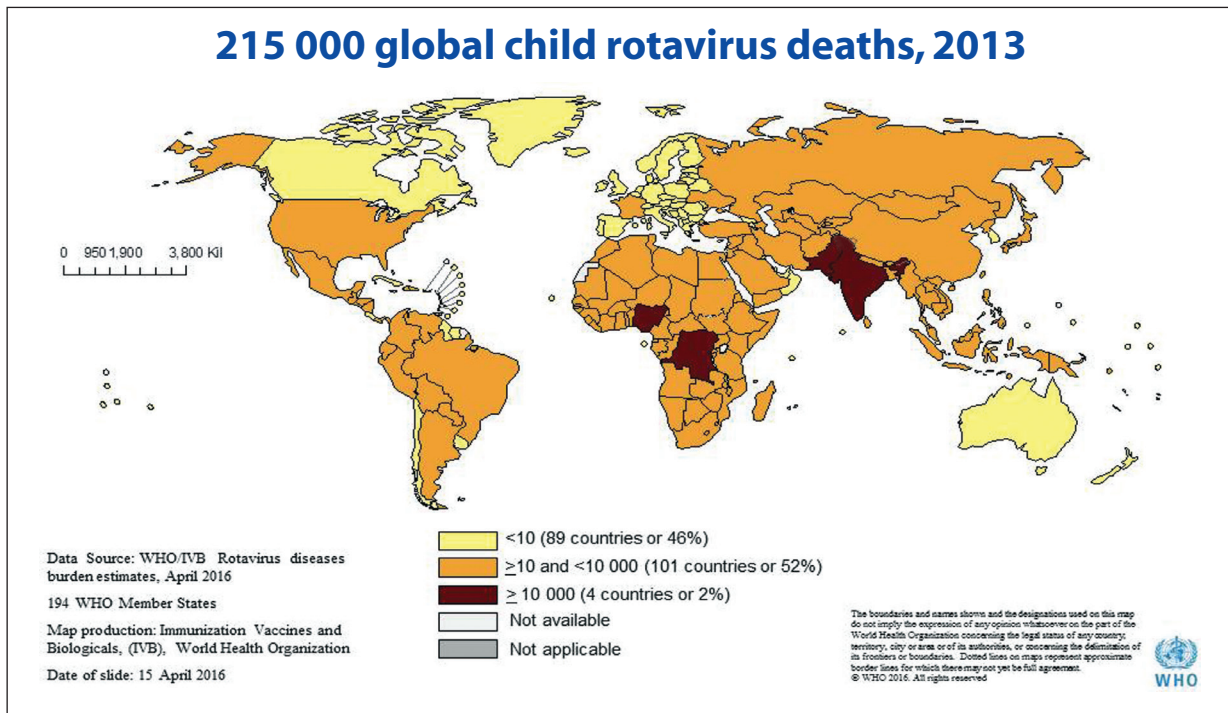 215 000 global child rotavirus deaths, 2013
0 950 1,900 3,800 Kil
<10 (89 countries or 46%)
≥10 and <10 000 (101 countries or 52%)
≥ 10 000 (4 countries or 2%)
Not available
Not applicable
Data Source: WHO/IVB Rotavirus diseases
burden estimates, April 2016
194 WHO Member States
Map production: Immunization Vaccines and
Biologicals, (IVB), World Health Organization
Date of slide: 15 April 2016
The boundaries and names shown and the designations used on this map
do not imply the expression of any opinion whatsoever on the part of the
World Health Organization concerning the legal status of any country,
territory, city or area or of its authorities, or concerning the delimitation of
its frontiers or boundaries. Dotted lines on maps represent approximate
border lines for which there may not yet be full agreement.
© WHO 2016. All rights reserved
WHO